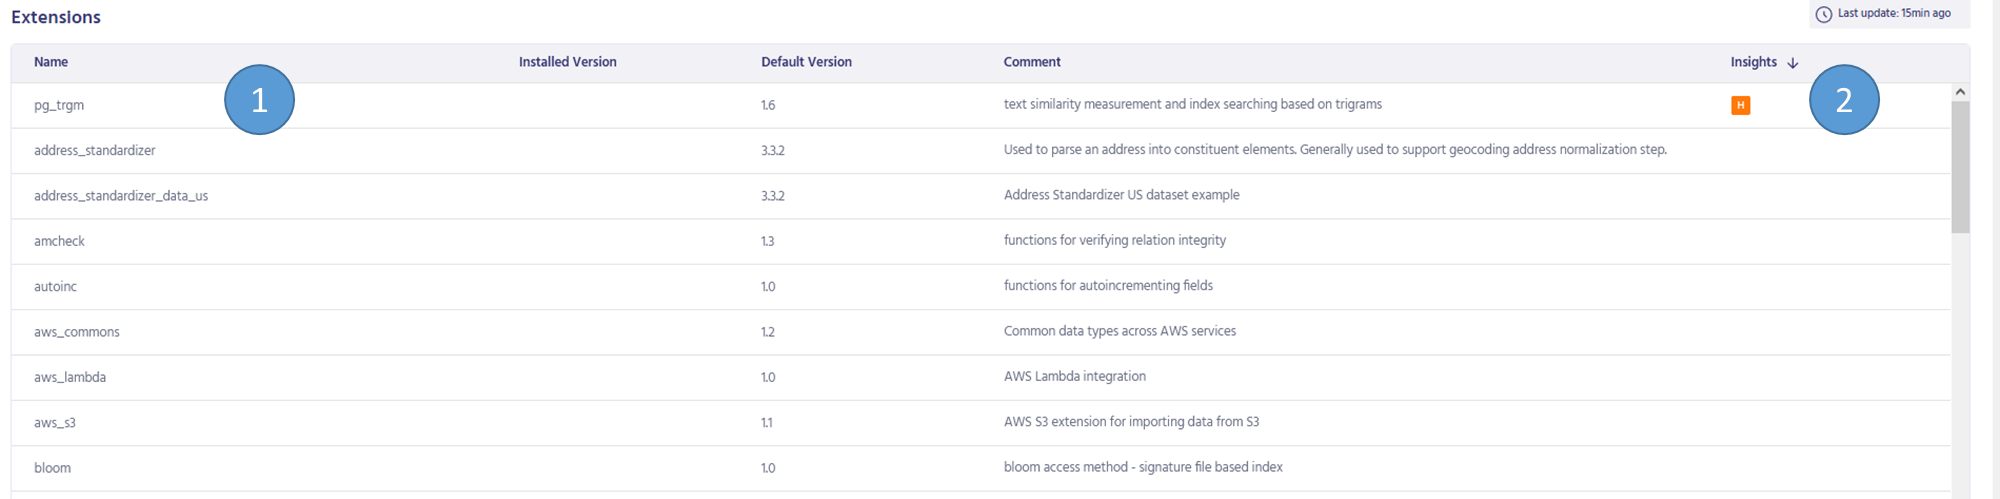 Extensions
Last update: 15min ago
Name Installed Version Default Version Comment Insights
1 2
pg_trgm 1.6 text similarity measurement and index searching based on trigrams H
address_standardizer 3.3.2 Used to parse an address into constituent elements. Generally used to support geocoding address normalization step.
address_standardizer_data_us 3.3.2 Address Standardizer US dataset example
amcheck 1.3 functions for verifying relation integrity
autoinc 1.0 functions for autoincrementing fields
aws_commons 1.2 Common data types across AWS services
aws_lambda 1.0 AWS Lambda integration
aws_s3 1.1 AWS S3 extension for importing data from S3
bloom 1.0 bloom access method - signature file based index